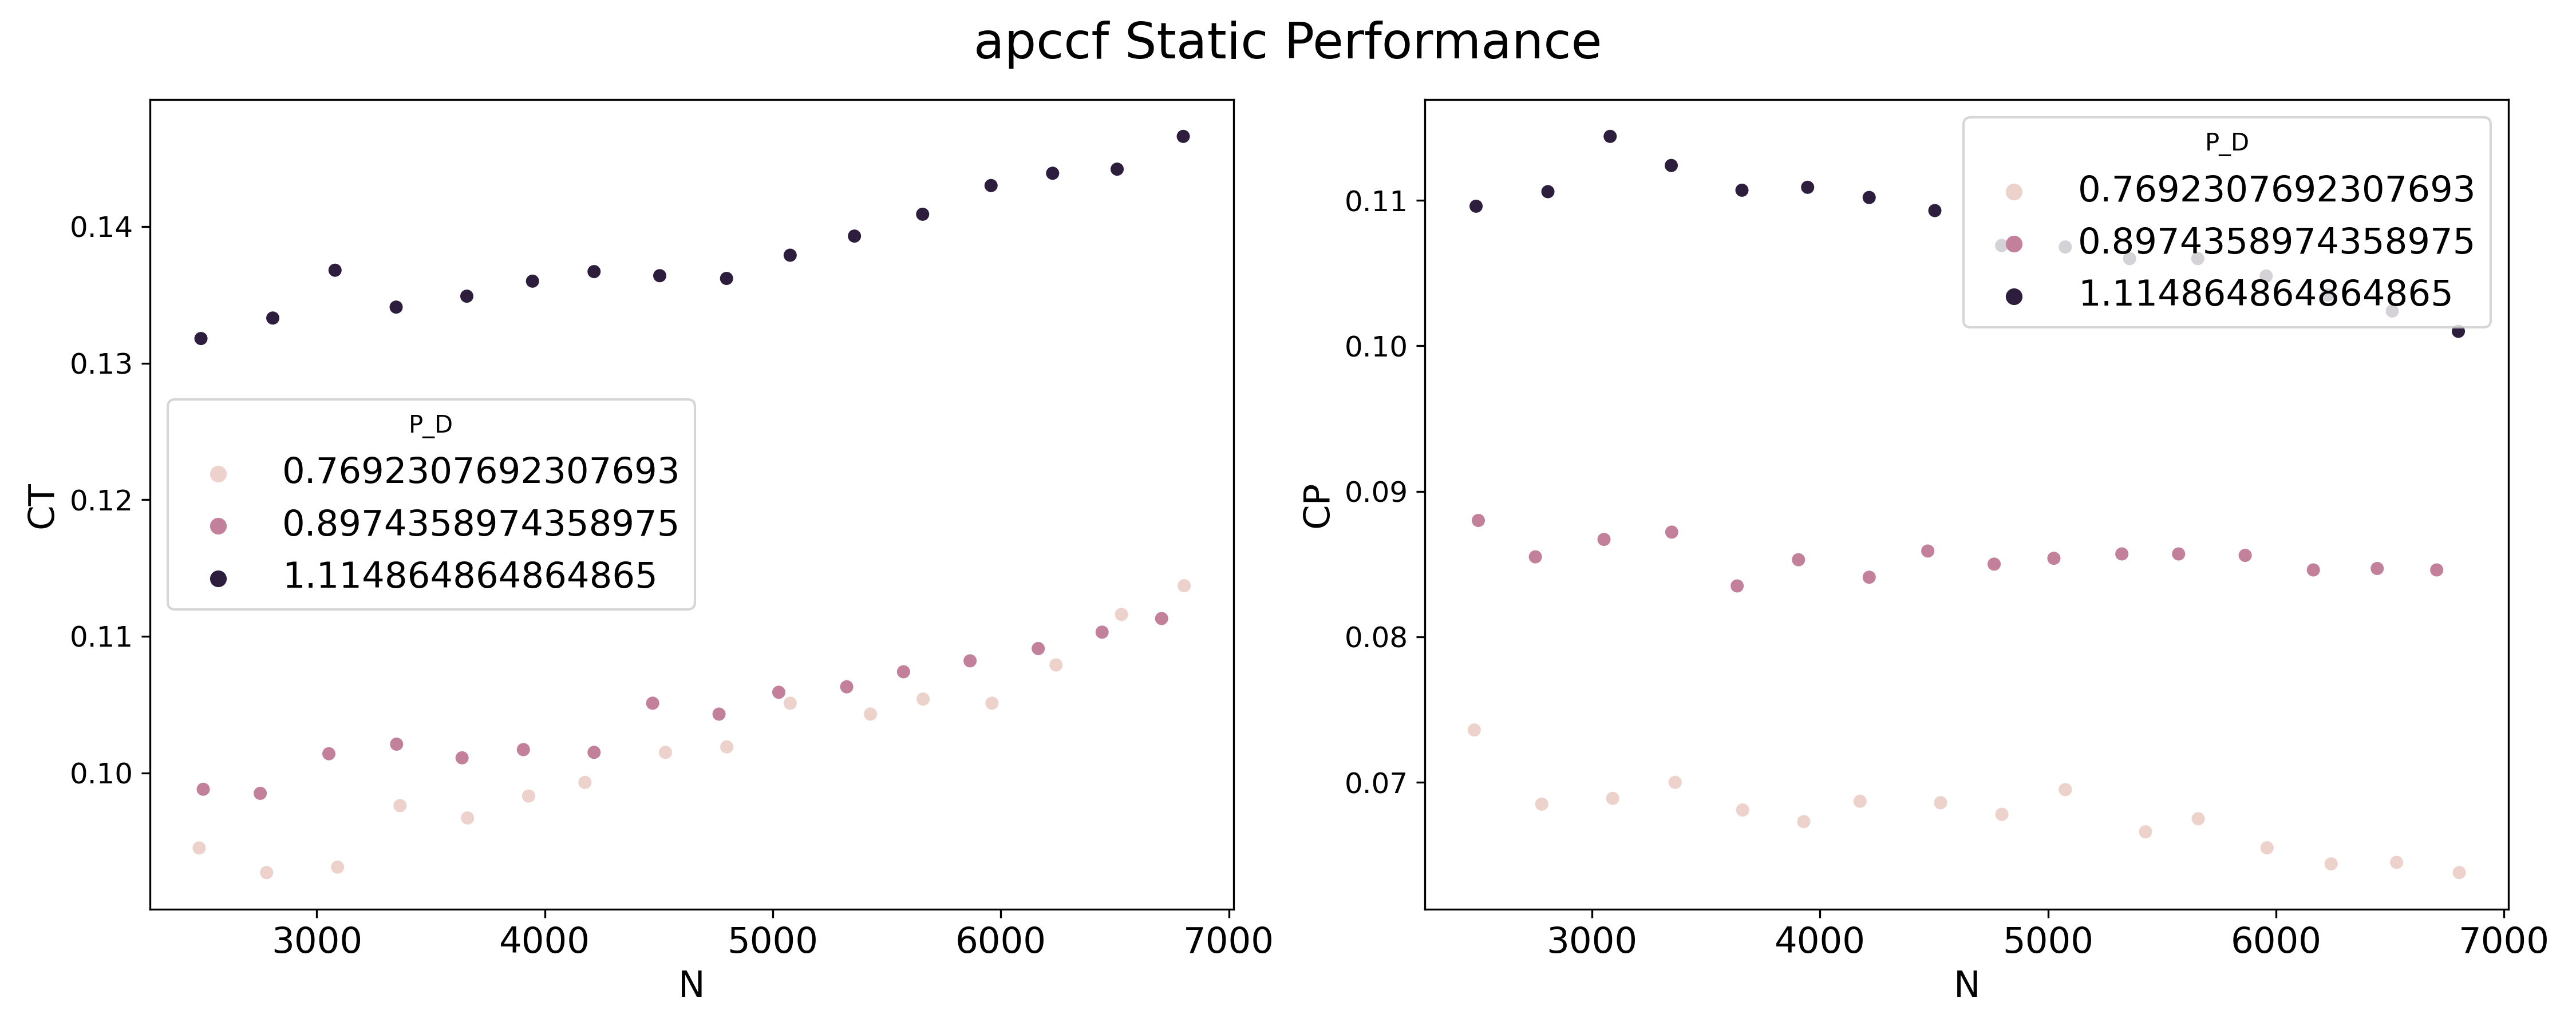 apccf Static Performance
CT
0.14
0.13
0.12
0.11
0.10
P_D
0.7692307692307693
0.8974358974358975
1.114864864864865
3000 4000 5000 6000 7000
N
CP
0.11
0.10
0.09
0.08
0.07
P_D
0.7692307692307693
0.8974358974358975
1.114864864864865
3000 4000 5000 6000 7000
N